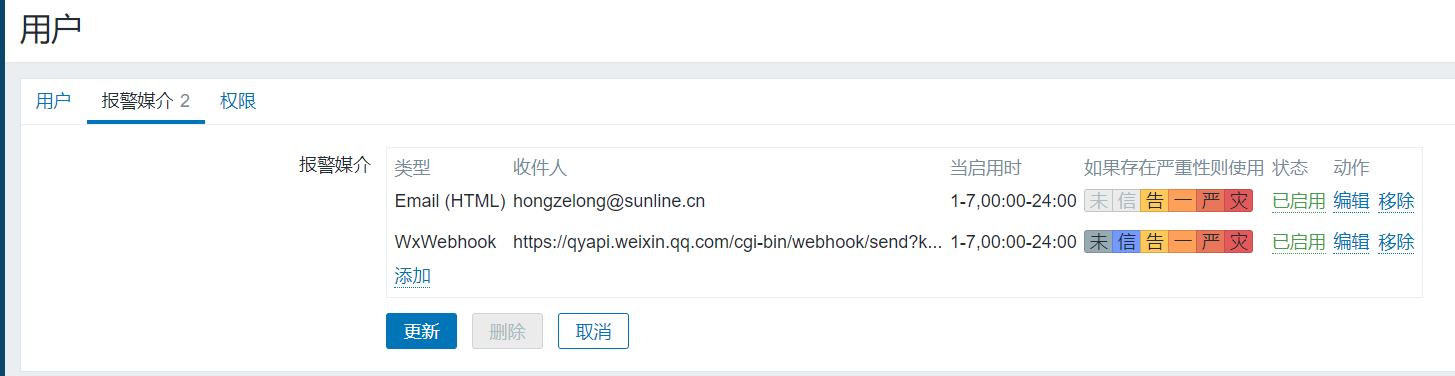 用户
用户 报警媒介 2 权限
报警媒介 类型 收件人 当启用时 如果存在严重性则使用 状态 动作
Email (HTML) hongzelong@sunline.cn 1-7,00:00-24:00 未 信 告 一 严 灾 已启用 编辑 移除
WxWebhook https://qyapi.weixin.qq.com/cgi-bin/webhook/send?k... 1-7,00:00-24:00 未 信 告 一 严 灾 已启用 编辑 移除
添加
更新 删除 取消